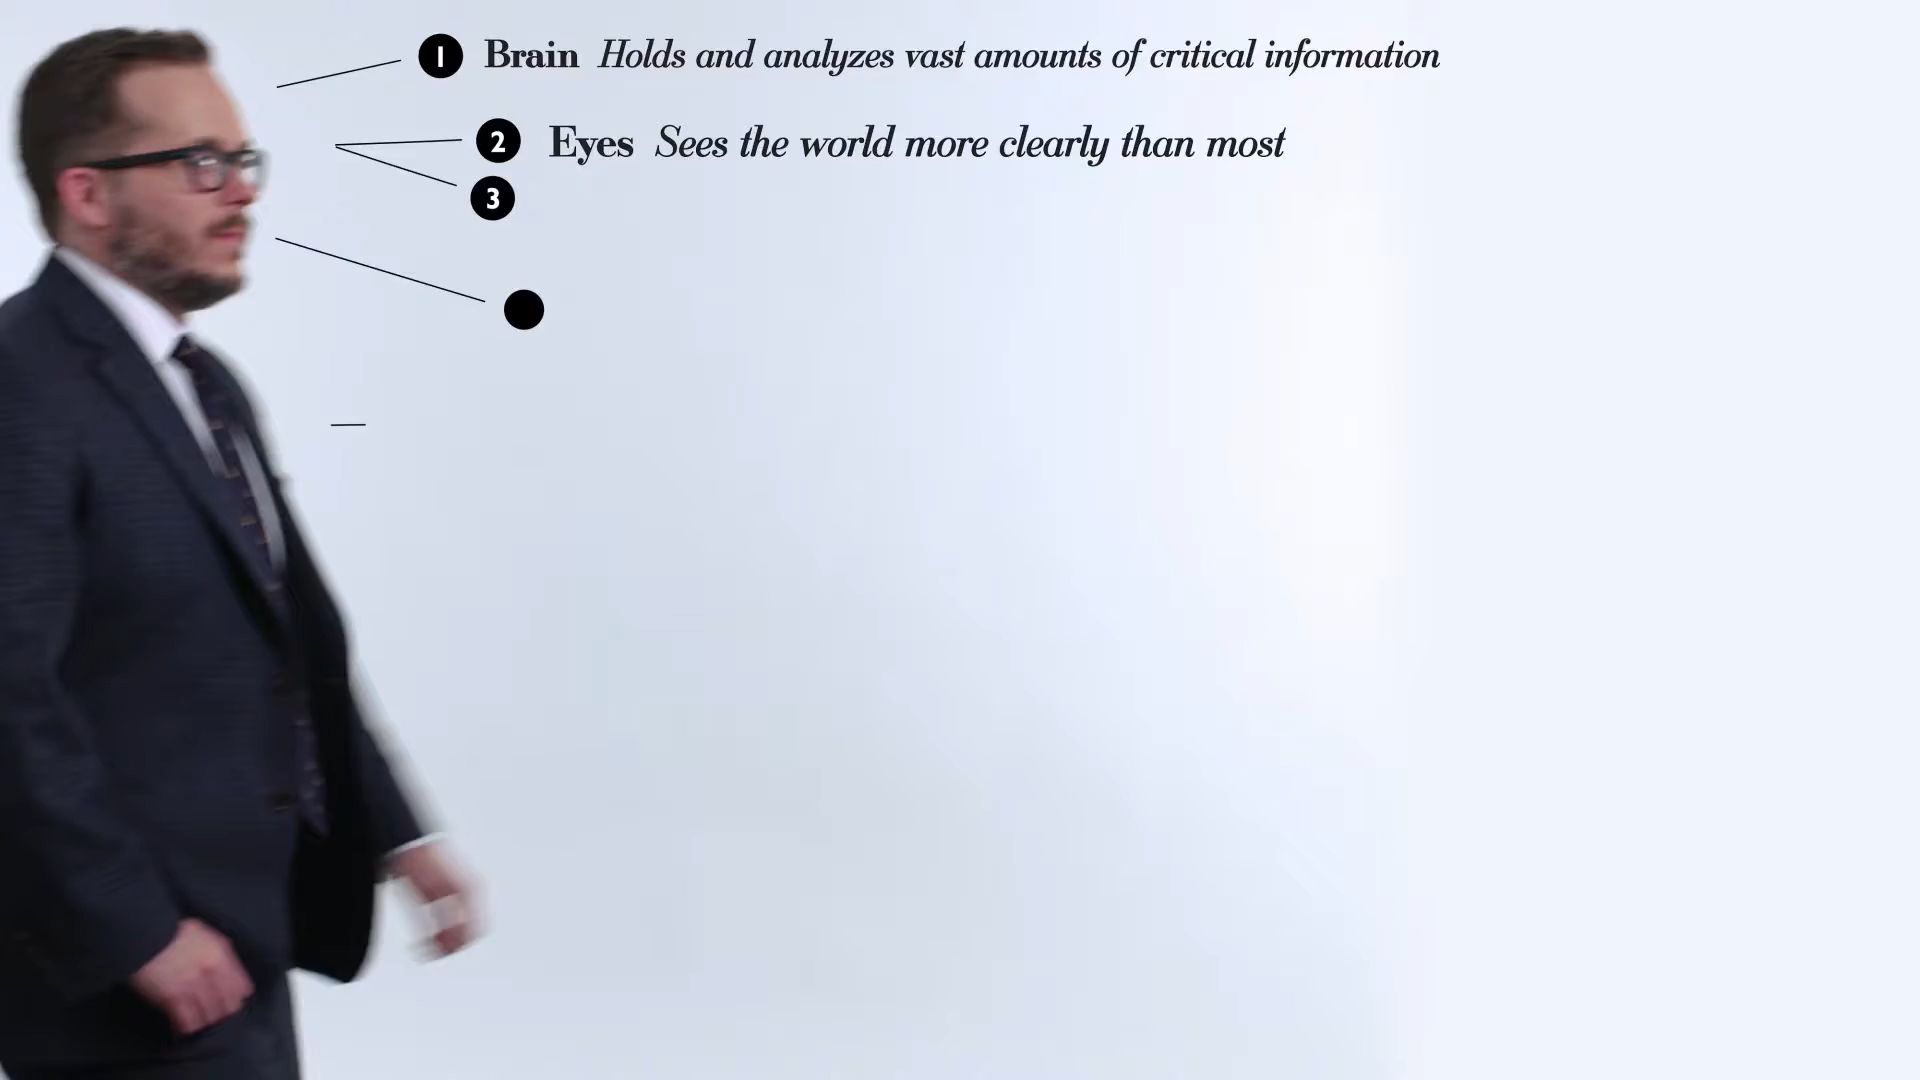 1 Brain Holds and analyzes vast amounts of critical information
2 Eyes Sees the world more clearly than most
3